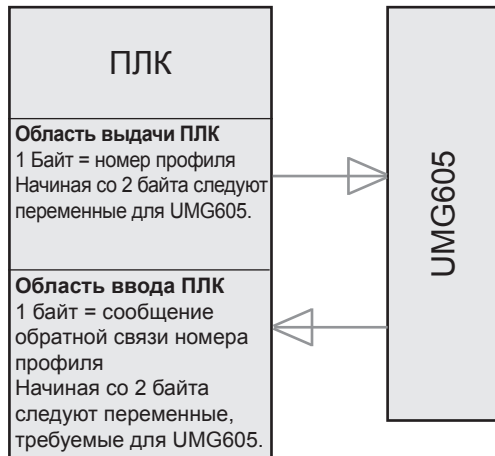 ПЛК
Область выдачи ПЛК
1 Байт = номер профиля
Начиная со 2 байта следуют
переменные для UMG605.
Область ввода ПЛК
1 байт = сообщение
обратной связи номера
профиля
Начиная со 2 байта
следуют переменные,
требуемые для UMG605.
UMG605